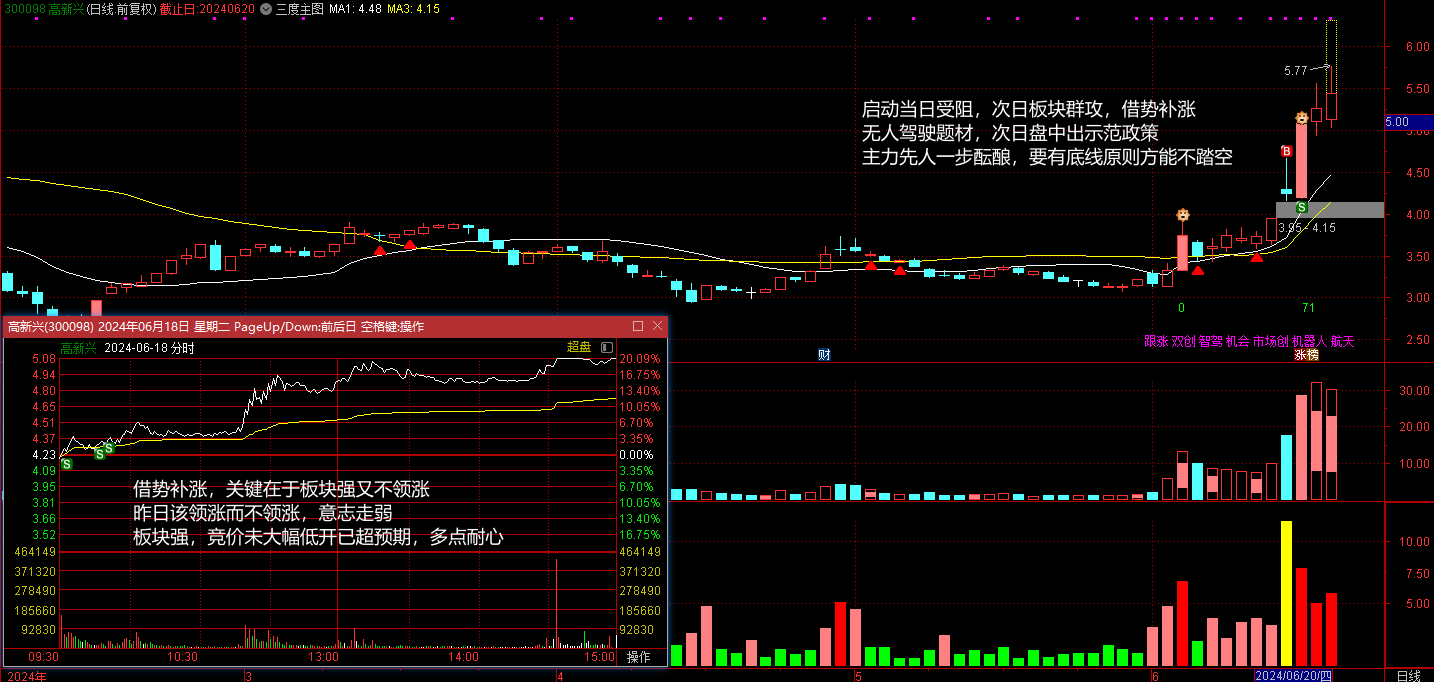 300098 高新兴(日线.前复权) 截止日:20240620 三度主图 MA1: 4.48 MA3: 4.15
6.00
5.77
5.50
5.00
5.00
启动当日受阻，次日板块群攻，借势补涨
无人驾驶题材，次日盘中出示范政策
主力先人一步酝酿，要有底线原则方能不踏空
B
4.50
S
4.00
3.95 - 4.15
3.50
3.00
0
71
2.50
跟涨 双创 智驾 机会 市场创 机器人 航天
财
涨榜
高新兴(300098) 2024年06月18日 星期二 PageUp/Down:前后日 空格键:操作
高新兴 2024-06-18 分时 超盘
5.08 20.09%
4.94 16.75%
4.80 13.40%
4.65 10.05%
4.51 6.70%
4.37 3.35%
4.23 0.00%
S S S
4.09 3.35%
3.95 6.70%
3.81 10.05%
3.66 13.40%
3.52 16.75%
借势补涨，关键在于板块强又不领涨
昨日该领涨而不领涨，意志走弱
板块强，竞价未大幅低开已超预期，多点耐心
464149 464149
371320 371320
278490 278490
185660 185660
92830 92830
09:30 10:30 13:00 14:00 15:00 操作
30.00
20.00
10.00
10.00
7.50
5.00
2024年 3 4 5 6 2024/06/20/四 日线